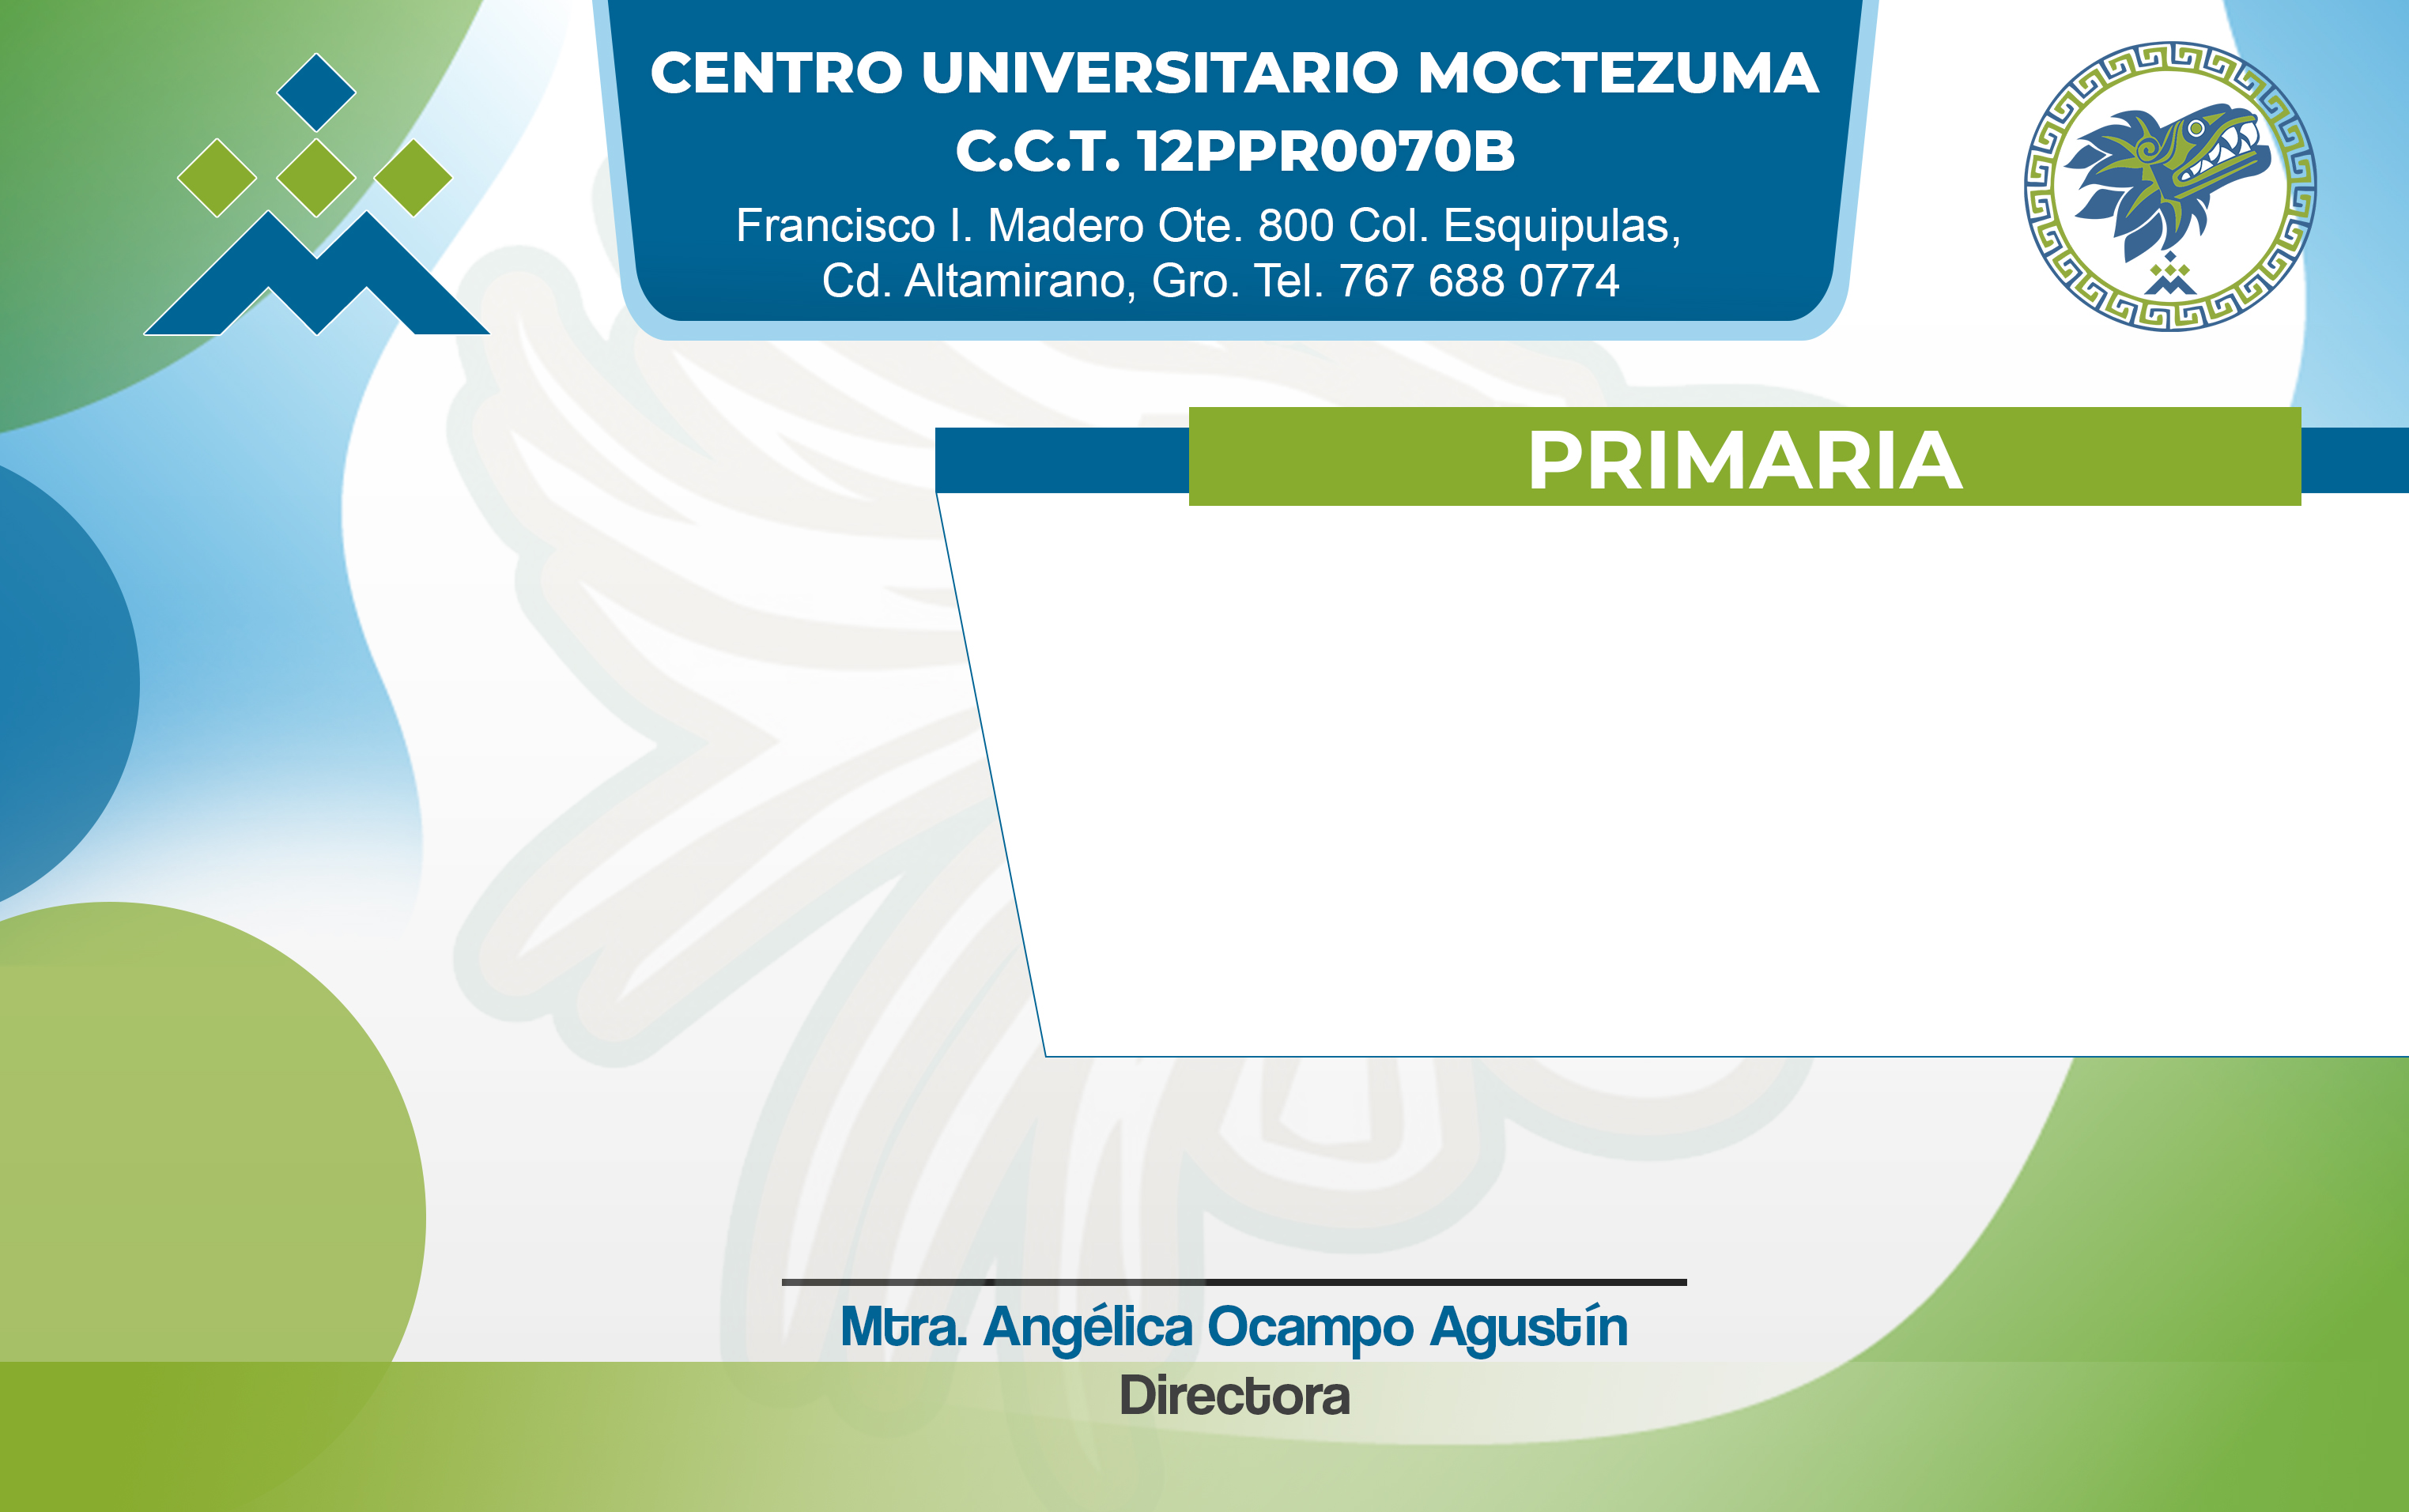 CENTRO UNIVERSITARIO MOCTEZUMA
C.C.T. 12PPR0070B
Francisco I. Madero Ote. 800 Col. Esquipulas,
Cd. Altamirano, Gro. Tel. 767 688 0774
PRIMARIA
Mtra. Angélica Ocampo Agustín
Directora